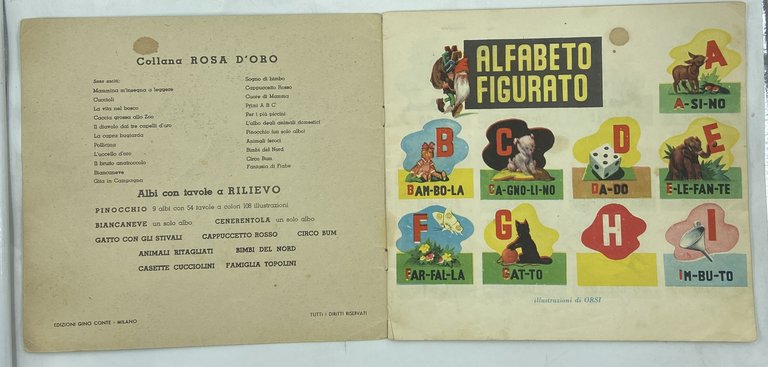 Collana ROSA D'ORO
Sono usciti:
Mammina m'insegna a leggere
Cuccioli
La vita nel bosco
Caccia grossa allo Zoo
Il diavolo dai tre capelli d'oro
La capra bugiarda
Pollicino
L'uccello d'oro
Il brutto anatroccolo
Biancaneve
Gita in Campagna
Sogno di bimbo
Cappuccetto Rosso
Cuore di Mamma
Primi A B C
Per i più piccini
L'albo degli animali domestici
Pinocchio (un solo albo)
Animali feroci
Bimbi del Nord
Circo Bum
Fantasia di Fiabe
Albi con tavole a RILIEVO
PINOCCHIO 9 albi con 54 tavole a colori 108 illustrazioni
BIANCANEVE un solo albo CENERENTOLA un solo albo
GATTO CON GLI STIVALI CAPPUCCETTO ROSSO CIRCO BUM
ANIMALI RITAGLIATI BIMBI DEL NORD
CASETTE CUCCIOLINI FAMIGLIA TOPOLINI
EDIZIONI GINO CONTE - MILANO
TUTTI I DIRITTI RISERVATI
ALFABETO
FIGURATO
A
A-SI-NO
B
BAM-BO-LA
C
CA-GNO-LI-NO
D
DA-DO
E
E-LE-FAN-TE
F
FAR-FAL-LA
G
GAT-TO
H
I
IM-BU-TO
illustrazioni di ORSI